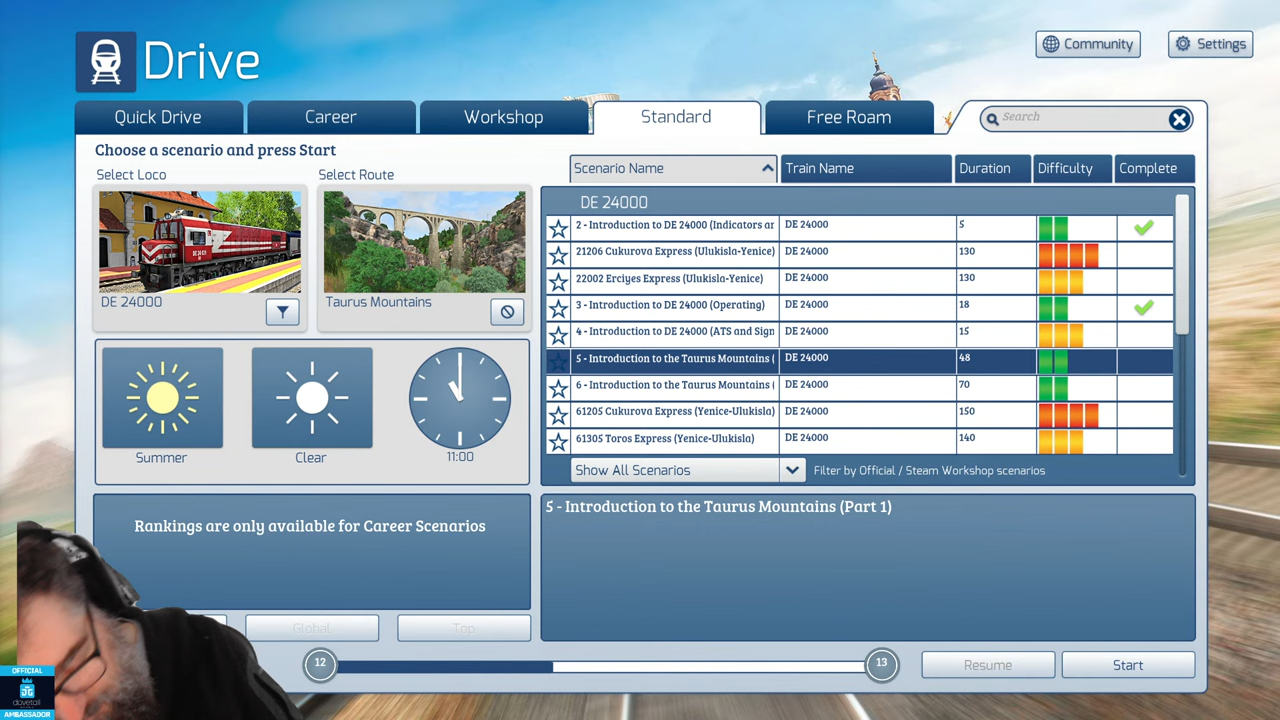 Drive
Community
Settings
Quick Drive
Career
Workshop
Standard
Free Roam
Search
Choose a scenario and press Start
Select Loco
Select Route
DE 24000
Taurus Mountains
Summer
Clear
11:00
Scenario Name
Train Name
Duration
Difficulty
Complete
DE 24000
2 - Introduction to DE 24000 (Indicators ar DE 24000 5
21206 Cukurova Express (Ulukisla-Yenice) DE 24000 130
22002 Erciyes Express (Ulukisla-Yenice) DE 24000 130
3 - Introduction to DE 24000 (Operating) DE 24000 18
4 - Introduction to DE 24000 (ATS and Sign DE 24000 15
5 - Introduction to the Taurus Mountains ( DE 24000 48
6 - Introduction to the Taurus Mountains ( DE 24000 70
61205 Cukurova Express (Yenice-Ulukisla) DE 24000 150
61305 Toros Express (Yenice-Ulukisla) DE 24000 140
Show All Scenarios
Filter by Official / Steam Workshop scenarios
Rankings are only available for Career Scenarios
Global
Top
5 - Introduction to the Taurus Mountains (Part 1)
12
13
Resume
Start
OFFICIAL
dovetail
AMBASSADOR